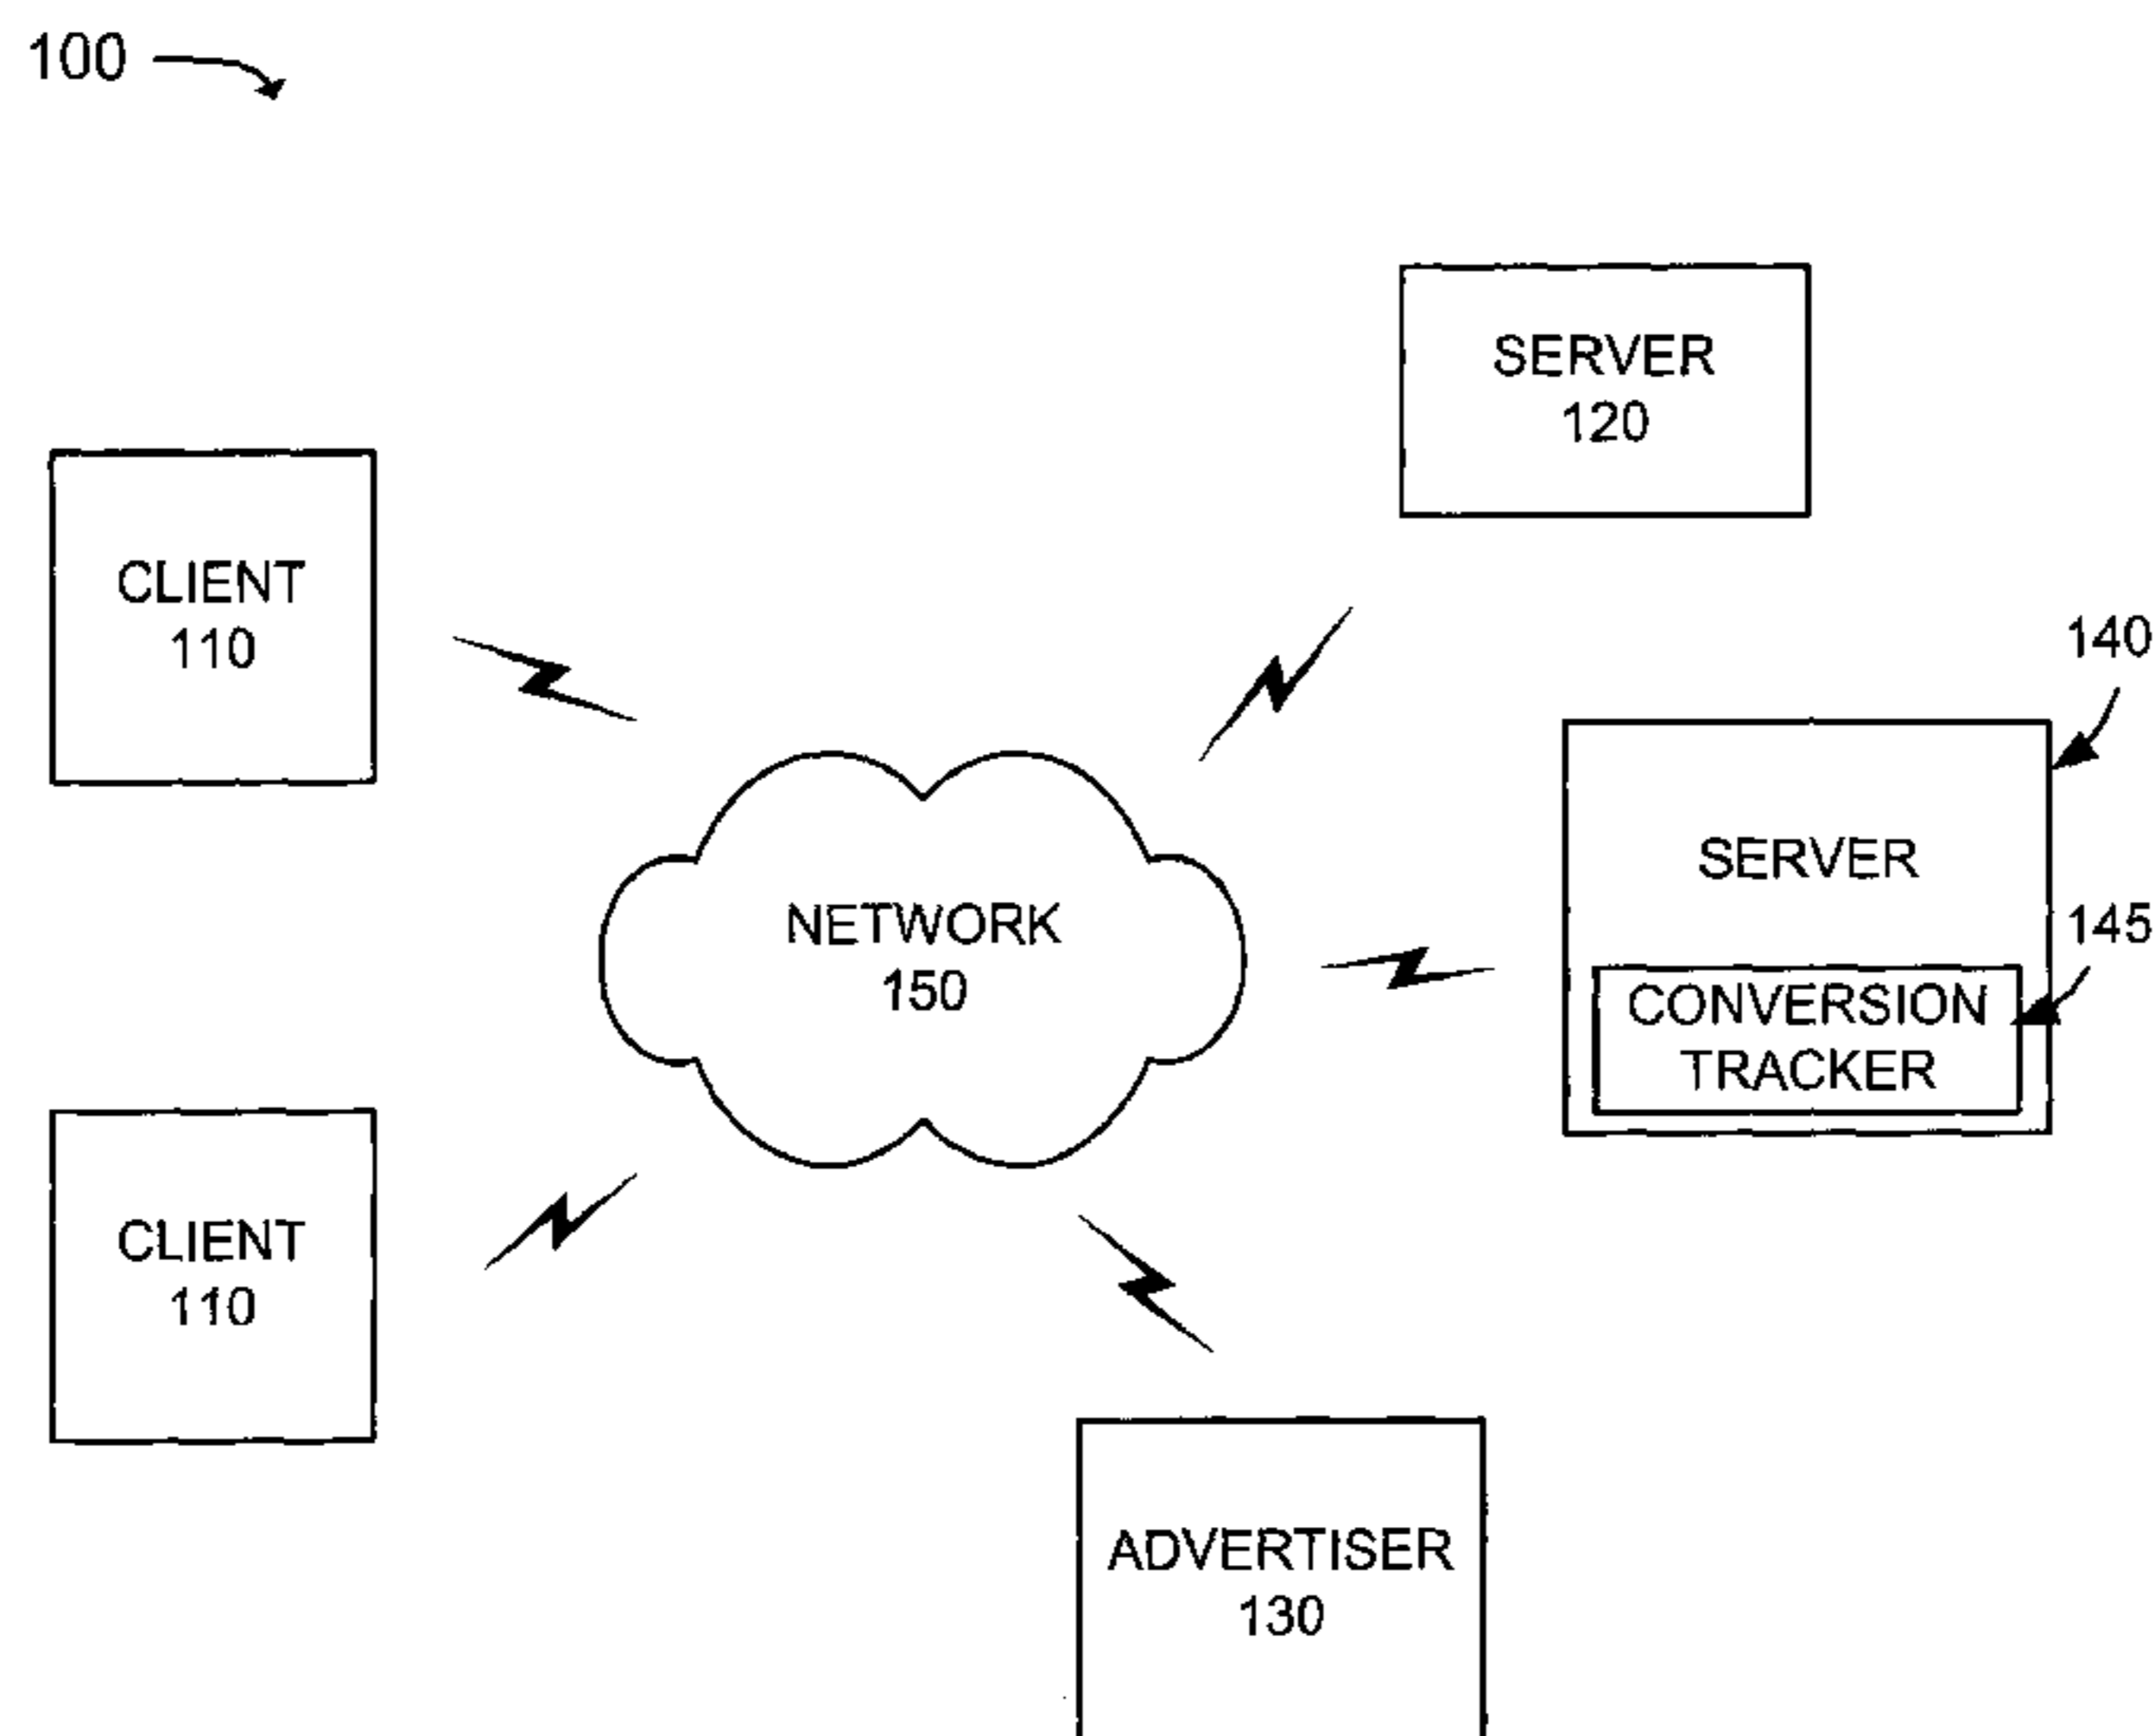 100
SERVER
120
CLIENT
110
140
SERVER
145
CONVERSION
TRACKER
NETWORK
150
CLIENT
110
ADVERTISER
130